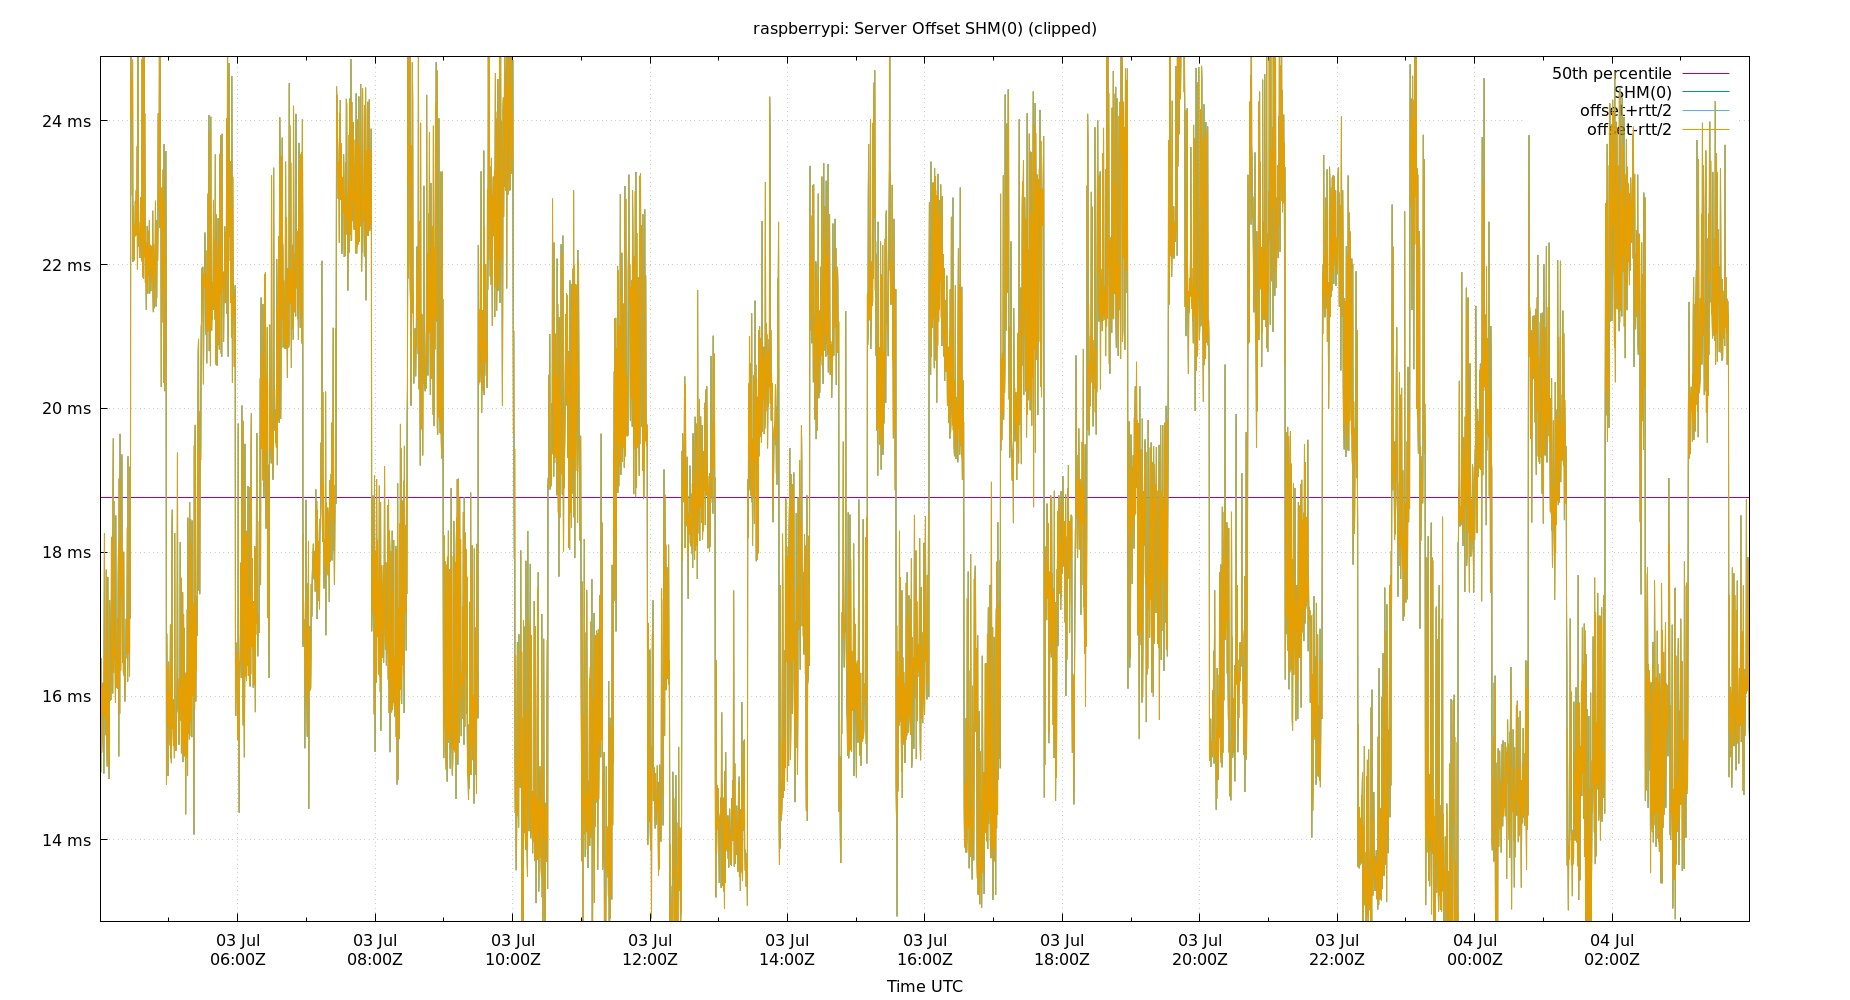 raspberrypi: Server Offset SHM(0) (clipped)
50th percentile
SHM(0)
offset+rtt/2
offset-rtt/2
24 ms
22 ms
20 ms
18 ms
16 ms
14 ms
03 Jul 03 Jul 03 Jul 03 Jul 03 Jul 03 Jul 03 Jul 03 Jul 03 Jul 04 Jul 04 Jul
06:00Z 08:00Z 10:00Z 12:00Z 14:00Z 16:00Z 18:00Z 20:00Z 22:00Z 00:00Z 02:00Z
Time UTC